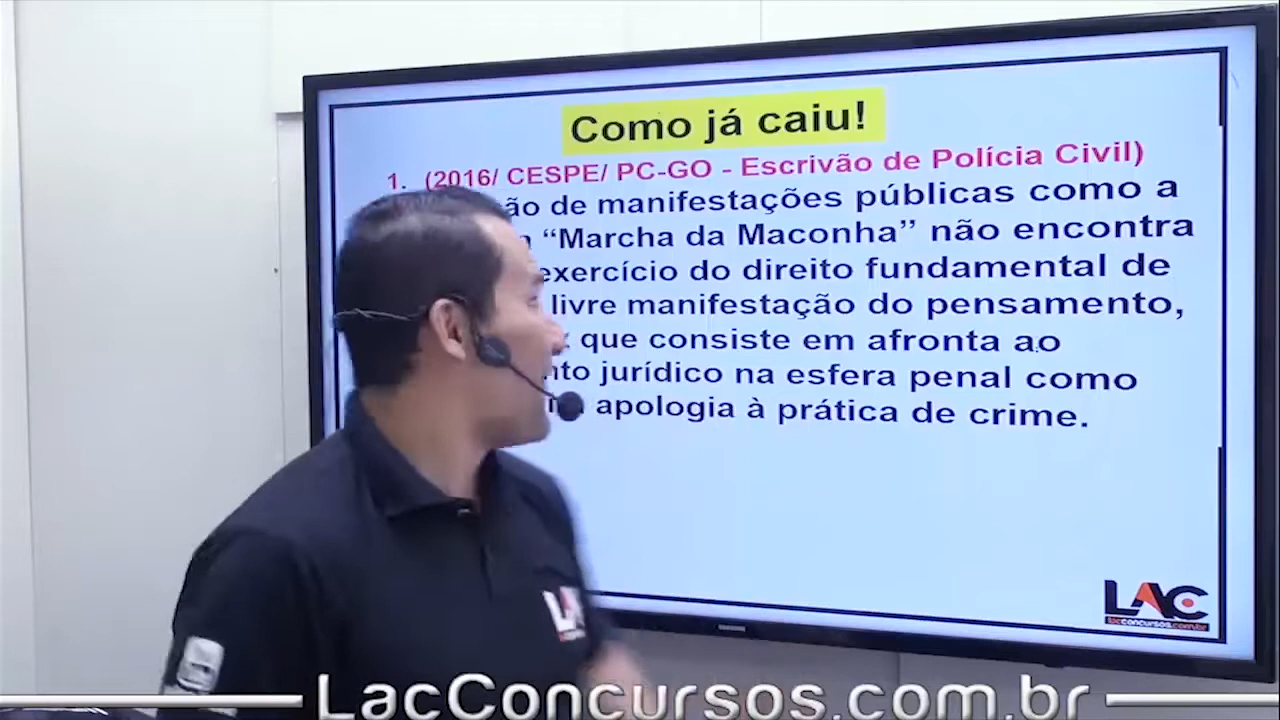 Como já caiu!
1. (2016/ CESPE/ PC-GO - Escrivão de Polícia Civil)
de manifestações públicas como a
“Marcha da Maconha” não encontra
exercício do direito fundamental de
livre manifestação do pensamento,
que consiste em afronta ao
jurídico na esfera penal como
apologia à prática de crime.
LAC
lacconcursos.com.br
LAC
LacConcursos.com.br